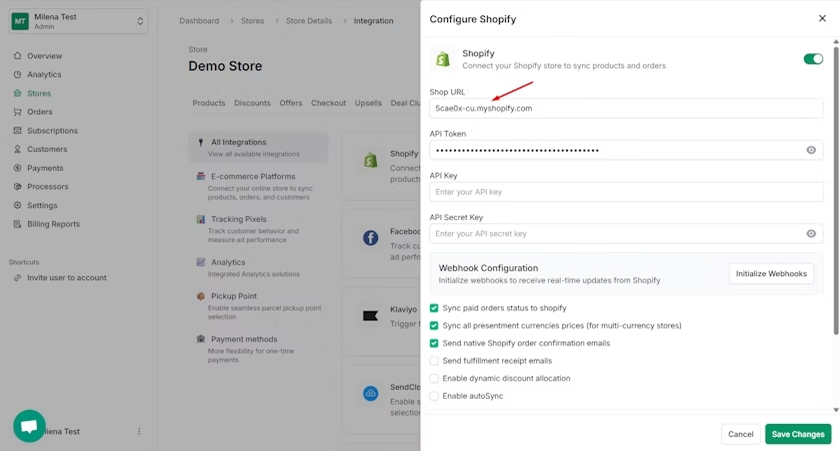 MT
Milena Test
Admin
Overview
Analytics
Stores
Orders
Subscriptions
Customers
Payments
Processors
Settings
Billing Reports
Shortcuts
Invite user to account
Milena Test
Dashboard > Stores > Store Details > Integration
Store
Demo Store
Products Discounts Offers Checkout Upsells Deal Clu
All Integrations
View all available integrations
E-commerce Platforms
Connect your online store to sync
products, orders, and customers
Tracking Pixels
Track customer behavior and
measure ad performance
Analytics
Integrated Analytics solutions
Pickup Point
Enable seamless parcel pickup point
selection
Payment methods
More flexibility for one-time
payments
Shopify
Connect
products
Facebo
Track cu
ad perfo
Klaviyo
Trigger
SendClo
Enable s
selection
Configure Shopify
Shopify
Connect your Shopify store to sync products and orders
Shop URL
5cae0x-cu.myshopify.com
API Token
••••••••••••••••••••••••••••••••••••••
API Key
Enter your API key
API Secret Key
Enter your API secret key
Webhook Configuration
Initialize webhooks to receive real-time updates from Shopify
Initialize Webhooks
Sync paid orders status to shopify
Sync all presentment currencies prices (for multi-currency stores)
Send native Shopify order confirmation emails
Send fulfillment receipt emails
Enable dynamic discount allocation
Enable autoSync
Cancel
Save Changes